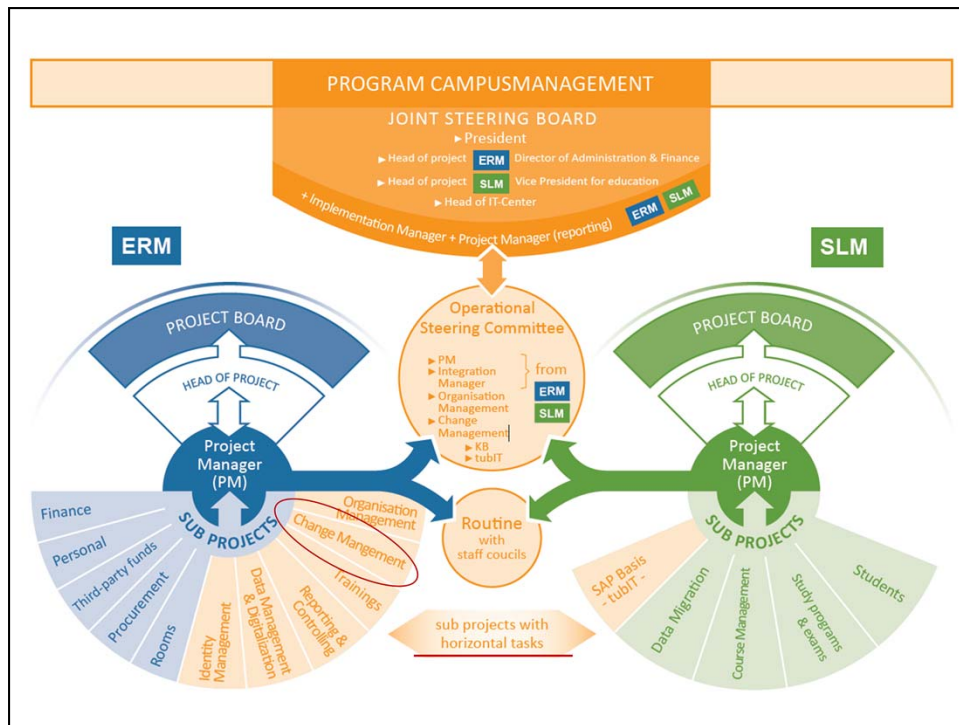 PROGRAM CAMPUSMANAGEMENT
JOINT STEERING BOARD
►President
►Head of project ERM Director of Administration & Finance
►Head of project SLM Vice President for education
►Head of IT-Center
+ Implementation Manager + Project Manager (reporting) ERM SLM
ERM
PROJECT BOARD
HEAD OF PROJECT
Project
Manager
(PM)
SUB PROJECTS
Finance
Personal
Third-party funds
Procurement
Rooms
Identity
Management
Data Management
& Digitalization
Reporting &
Controlling
Trainings
Change Mangement
Organisation
Management
Operational
Steering Committee
►PM
►Integration
Manager
►Organisation
Management
►Change
Management
►KB
►tubIT
from
ERM
SLM
Routine
with
staff coucils
sub projects with
horizontal tasks
SLM
PROJECT BOARD
HEAD OF PROJECT
Project
Manager
(PM)
SUB PROJECTS
SAP Basis
- tubIT -
Data Migration
Course Management
Study programs
& exams
Students